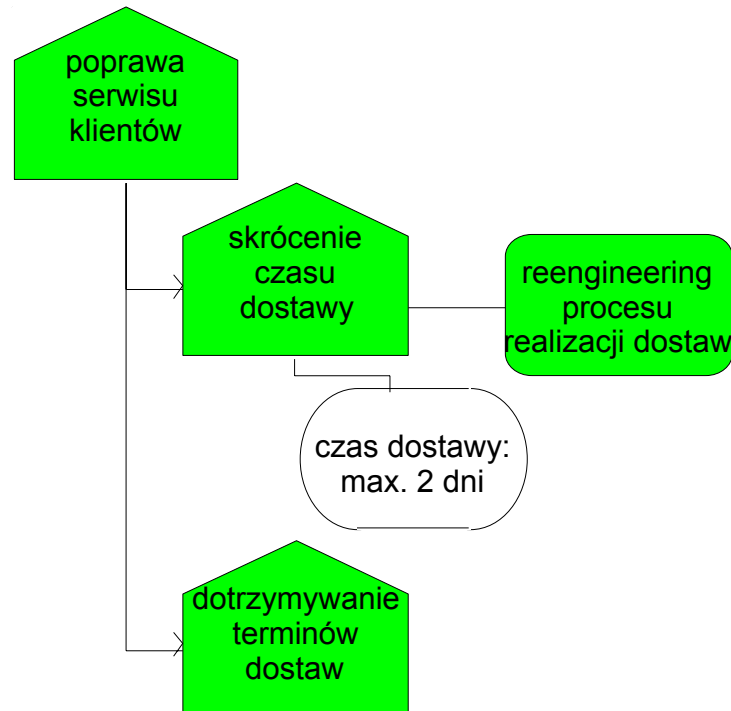 poprawa
serwisu
klientów
skrócenie
czasu
dostawy
reengineering
procesu
realizacji dostaw
czas dostawy:
max. 2 dni
dotrzymywanie
terminów
dostaw